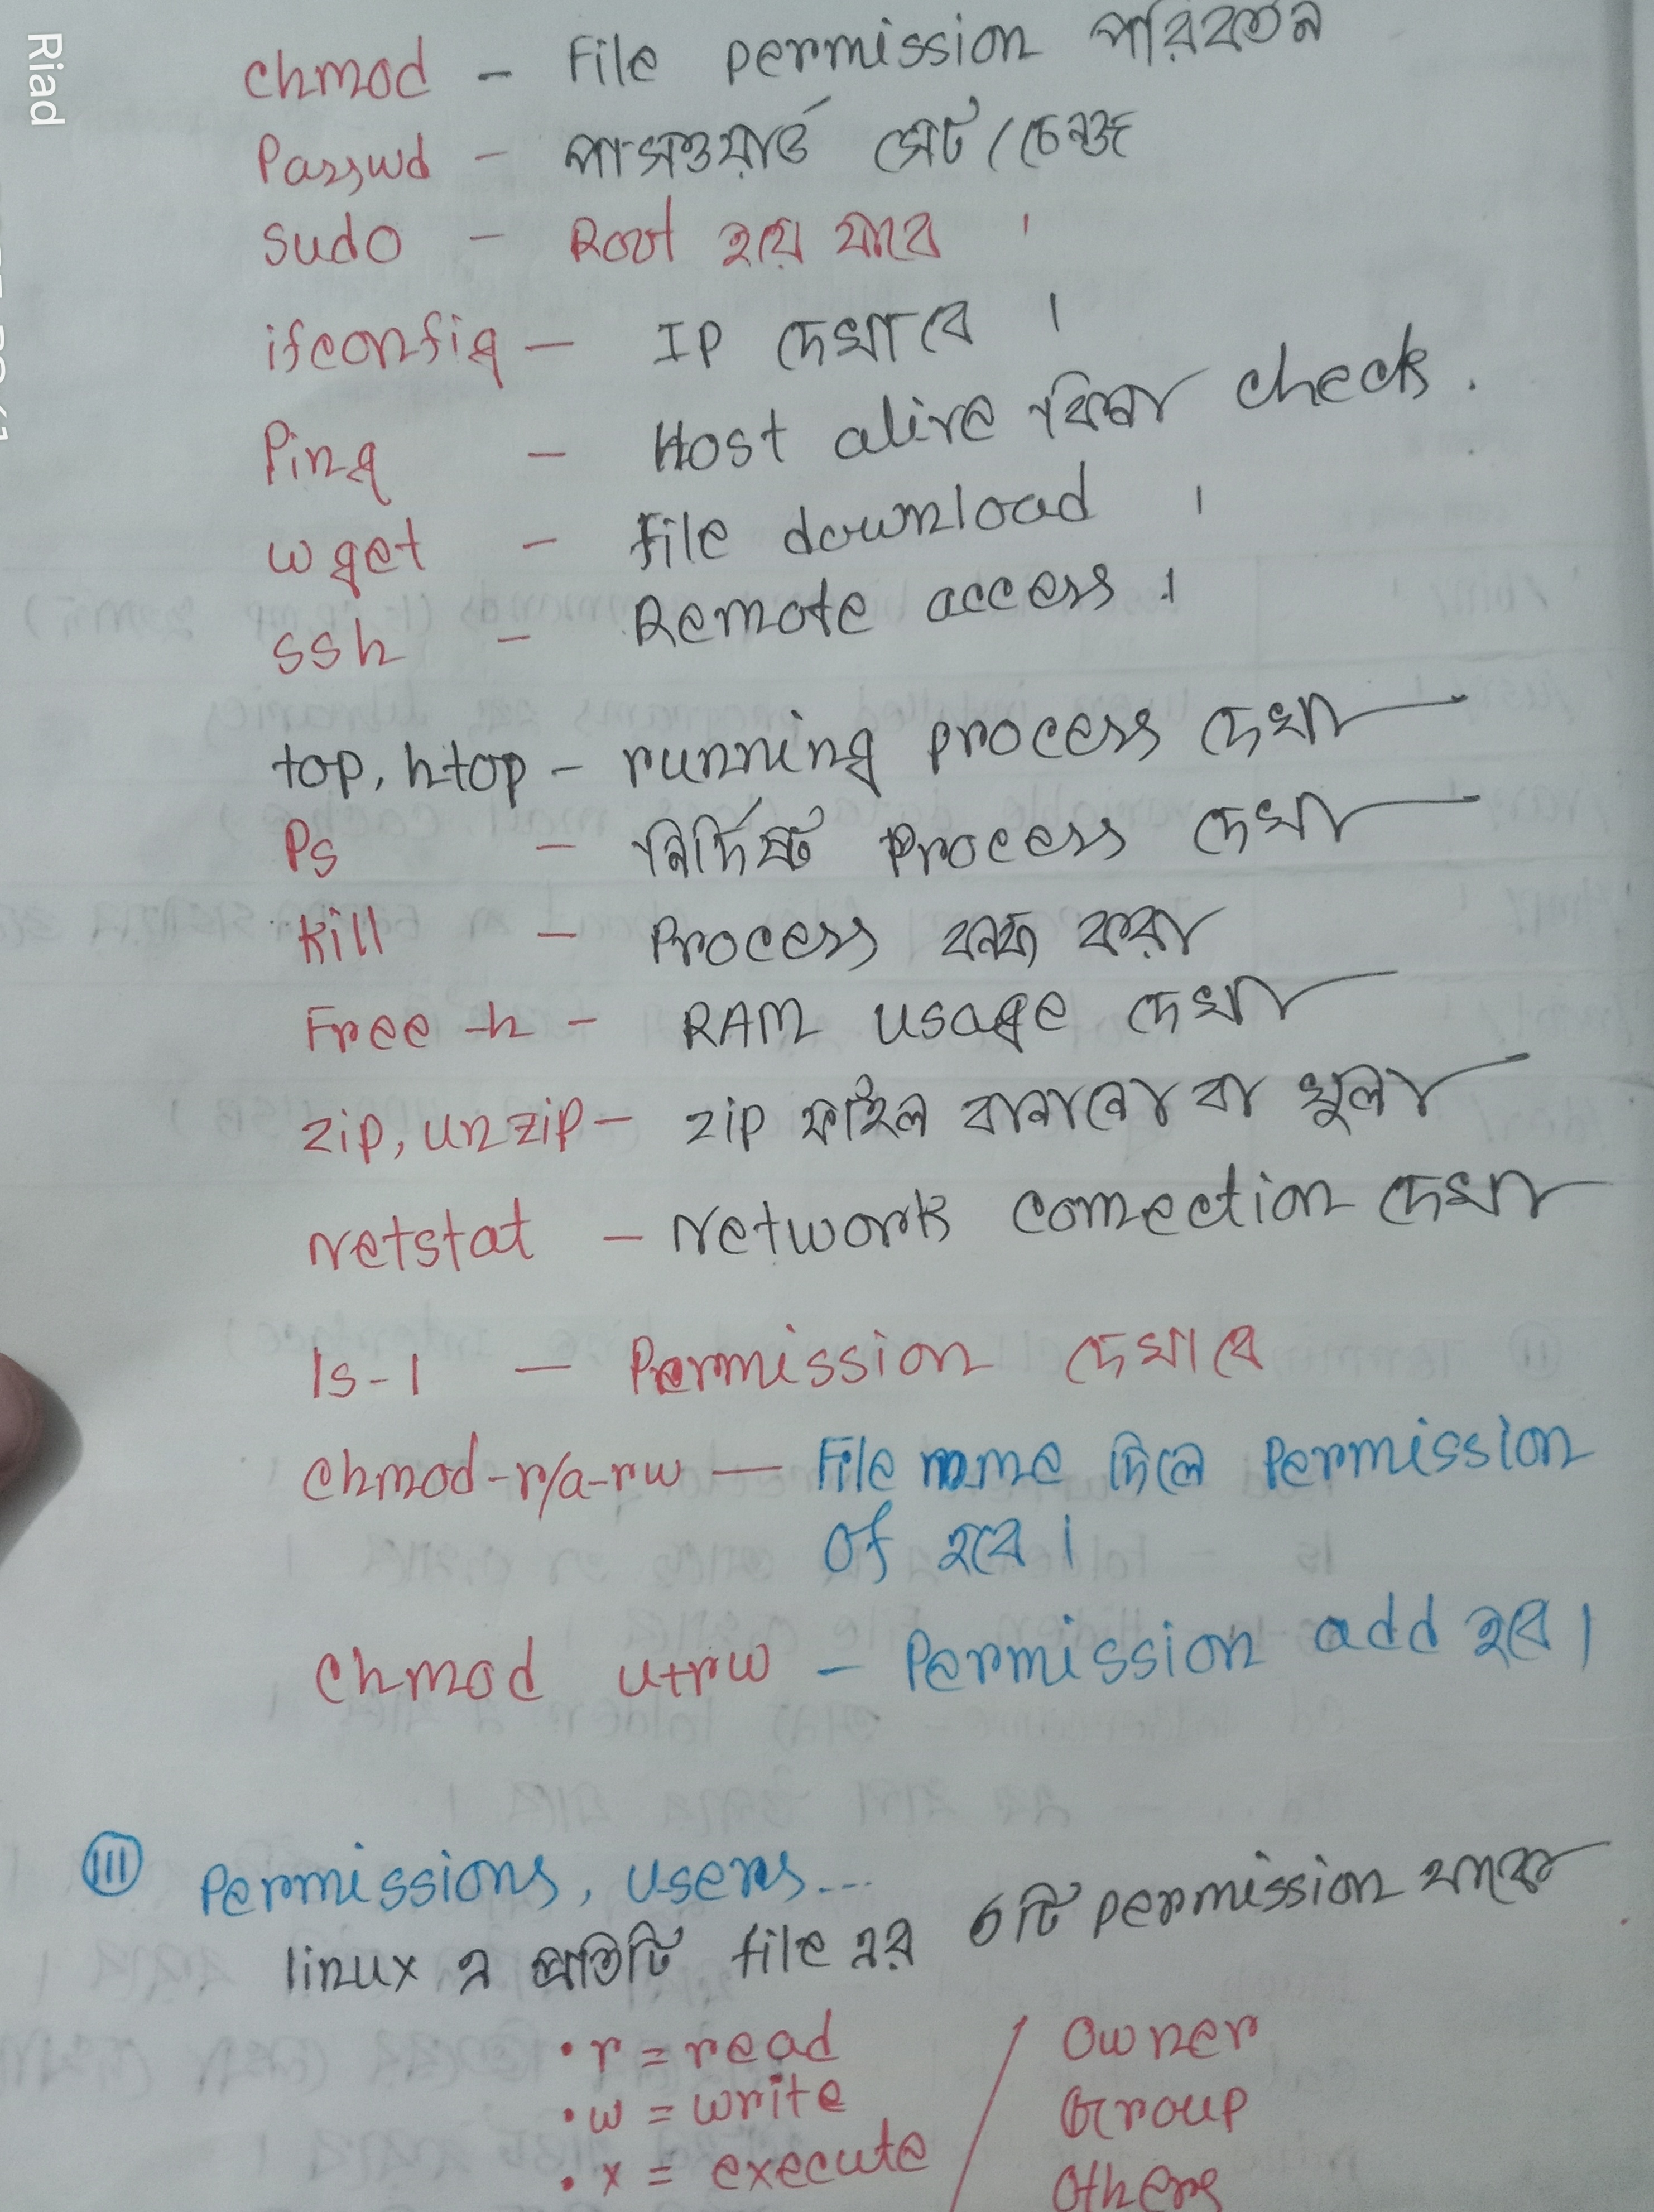 Riad
chmod - File permission পরিবর্তন
Passwd - পাসওয়ার্ড সেট / চেঞ্জ
sudo - Root হয়ে যাবে ।
ifconfig - IP দেখাবে ।
Ping - Host alive কিনা check.
wget - file download ।
ssh - Remote access ।
top, htop - running process দেখা
Ps - নির্দিষ্ট process দেখা
kill - Process বন্ধ করা
Free -h - RAM usage দেখা
zip, unzip - zip ফাইল বানানো বা খুলা
netstat - Network connection দেখা
ls-l - Permission দেখাবে
chmod-r/a-rw - File name দিলে permission
of হবে ।
chmod u+rw - Permission add হবে ।
III Permissions, users...
linux এ প্রতিটি file এর ৩টি permission থাকে
• r = read / Owner
• w = write Group
• x = execute Others